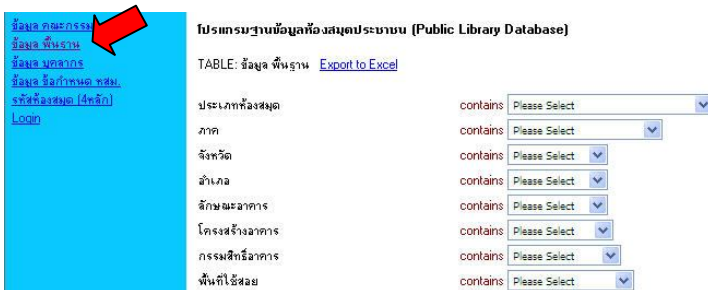 ข้อมูล คณะกรรม
ข้อมูล พื้นฐาน
ข้อมูล บุคลากร
ข้อมูล ข้อกำหนด ทสม.
รหัสห้องสมุด (4หลัก)
Login
โปรแกรมฐานข้อมูลห้องสมุดประชาชน (Public Library Database)
TABLE: ข้อมูล พื้นฐาน Export to Excel
ประเภทห้องสมุด contains Please Select
ภาค contains Please Select
จังหวัด contains Please Select
อำเภอ contains Please Select
ลักษณะอาคาร contains Please Select
โครงสร้างอาคาร contains Please Select
กรรมสิทธิ์อาคาร contains Please Select
พื้นที่ใช้สอย contains Please Select